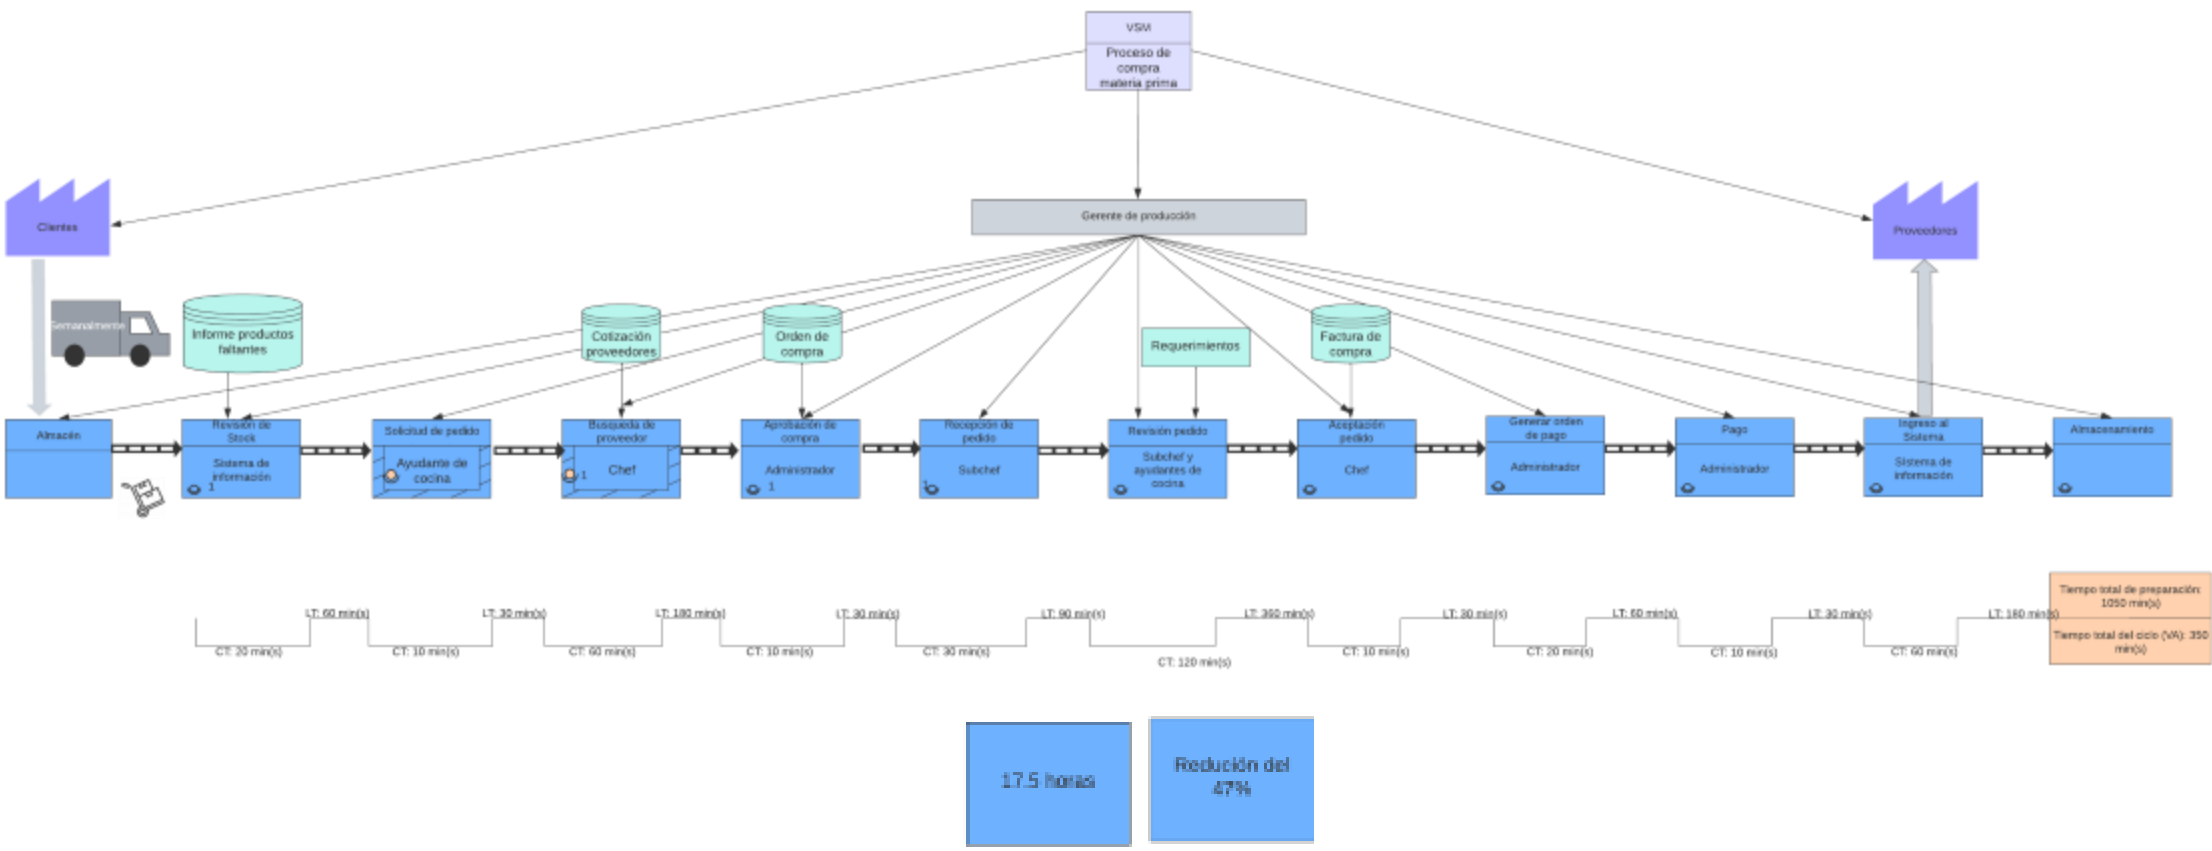 VSM
Proceso de
compra
materia prima
Clientes
Gerente de producción
Proveedores
Semanalmente
Informe productos
faltantes
Cotización
proveedores
Orden de
compra
Requerimientos
Factura de
compra
Almacén
Revisión de
Stock
Sistema de
información
1
Solicitud de pedido
Ayudante de
cocina
Busqueda de
proveedor
Chef
1
Aprobación de
compra
Administrador
1
Recepción de
pedido
Subchef
1
Revisión pedido
Subchef y
ayudantes de
cocina
Aceptación
pedido
Chef
Generar orden
de pago
Administrador
Pago
Administrador
Ingreso al
Sistema
Sistema de
información
Almacenamiento
LT: 60 min(s)
LT: 30 min(s)
LT: 180 min(s)
LT: 30 min(s)
LT: 90 min(s)
LT: 360 min(s)
LT: 30 min(s)
LT: 60 min(s)
LT: 30 min(s)
LT: 180 min(s)
CT: 20 min(s)
CT: 10 min(s)
CT: 60 min(s)
CT: 10 min(s)
CT: 30 min(s)
CT: 120 min(s)
CT: 10 min(s)
CT: 20 min(s)
CT: 10 min(s)
CT: 60 min(s)
Tiempo total de preparación:
1050 min(s)
Tiempo total del ciclo (VA): 350
min(s)
17.5 horas
Redución del
47%